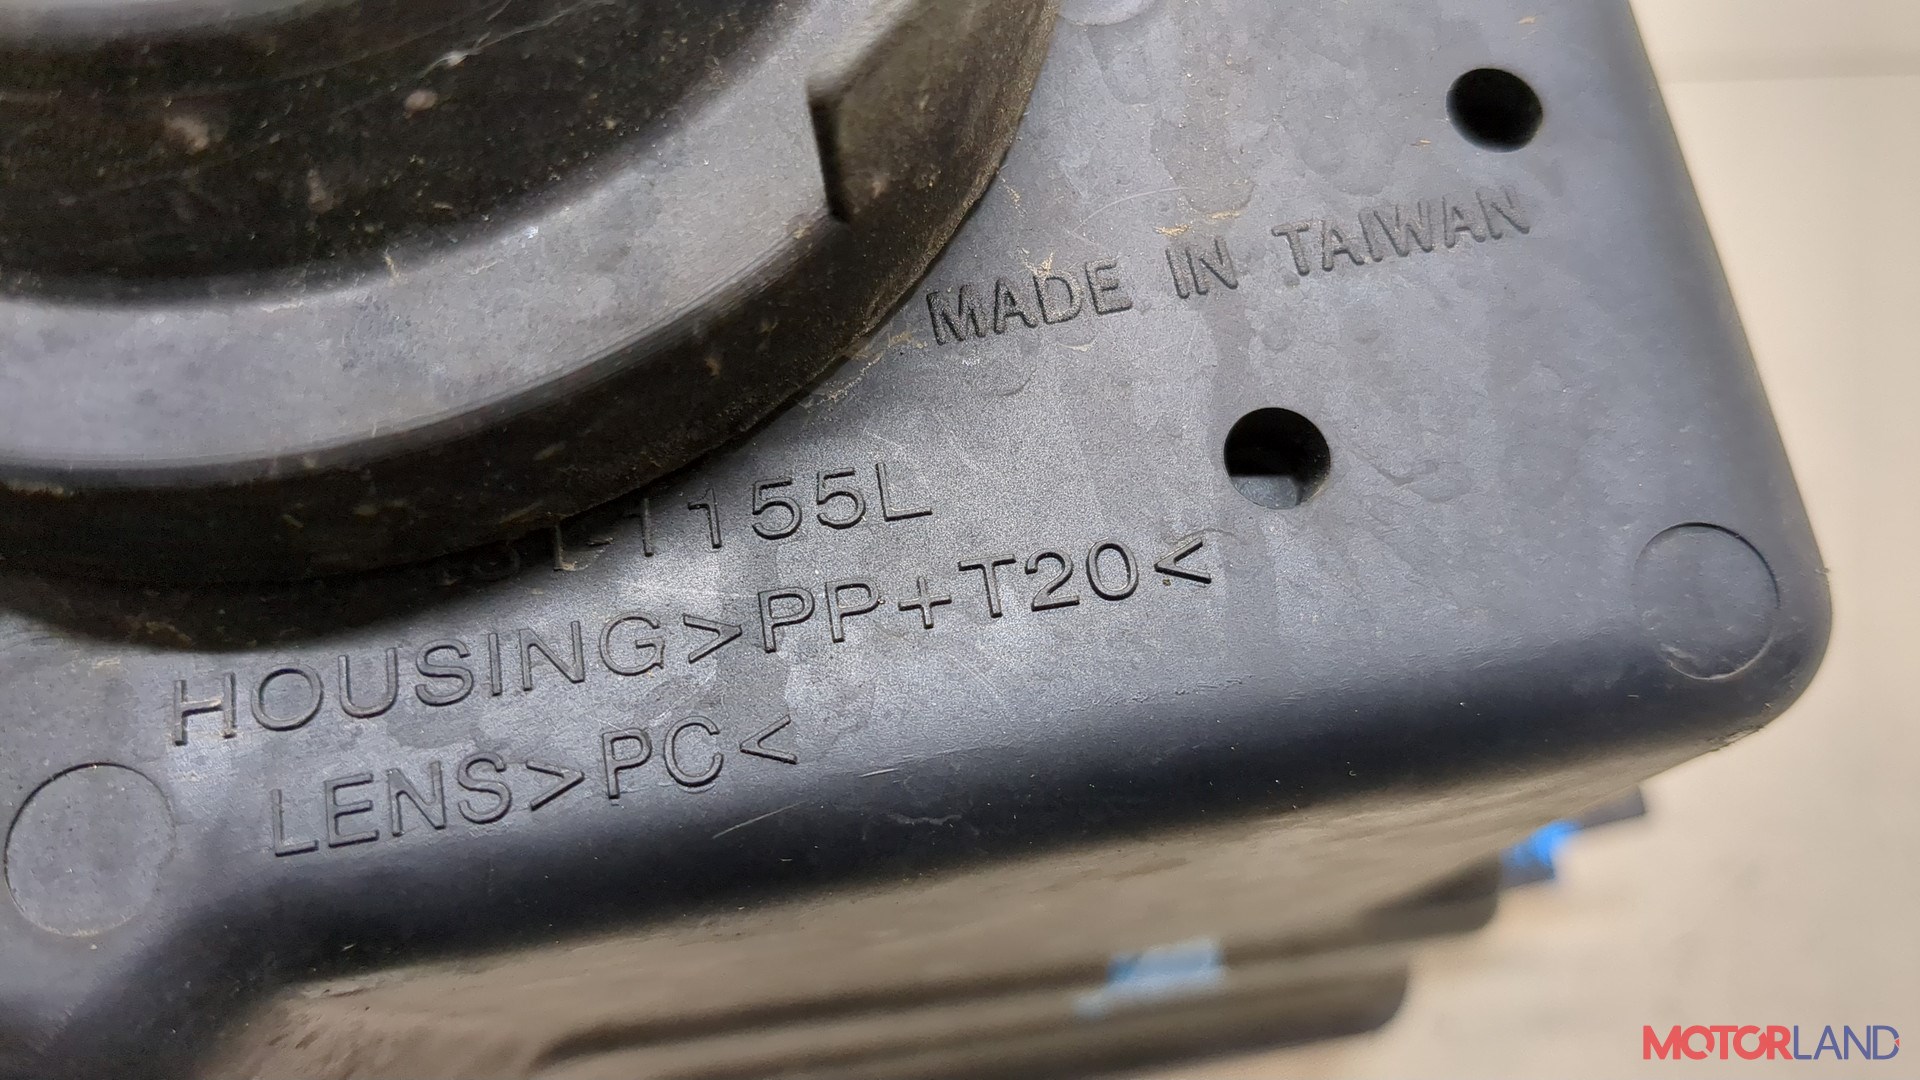 MADE IN TAIWAN
1155L
HOUSING>PP+T20<
LENS>PC<
MOTORLAND